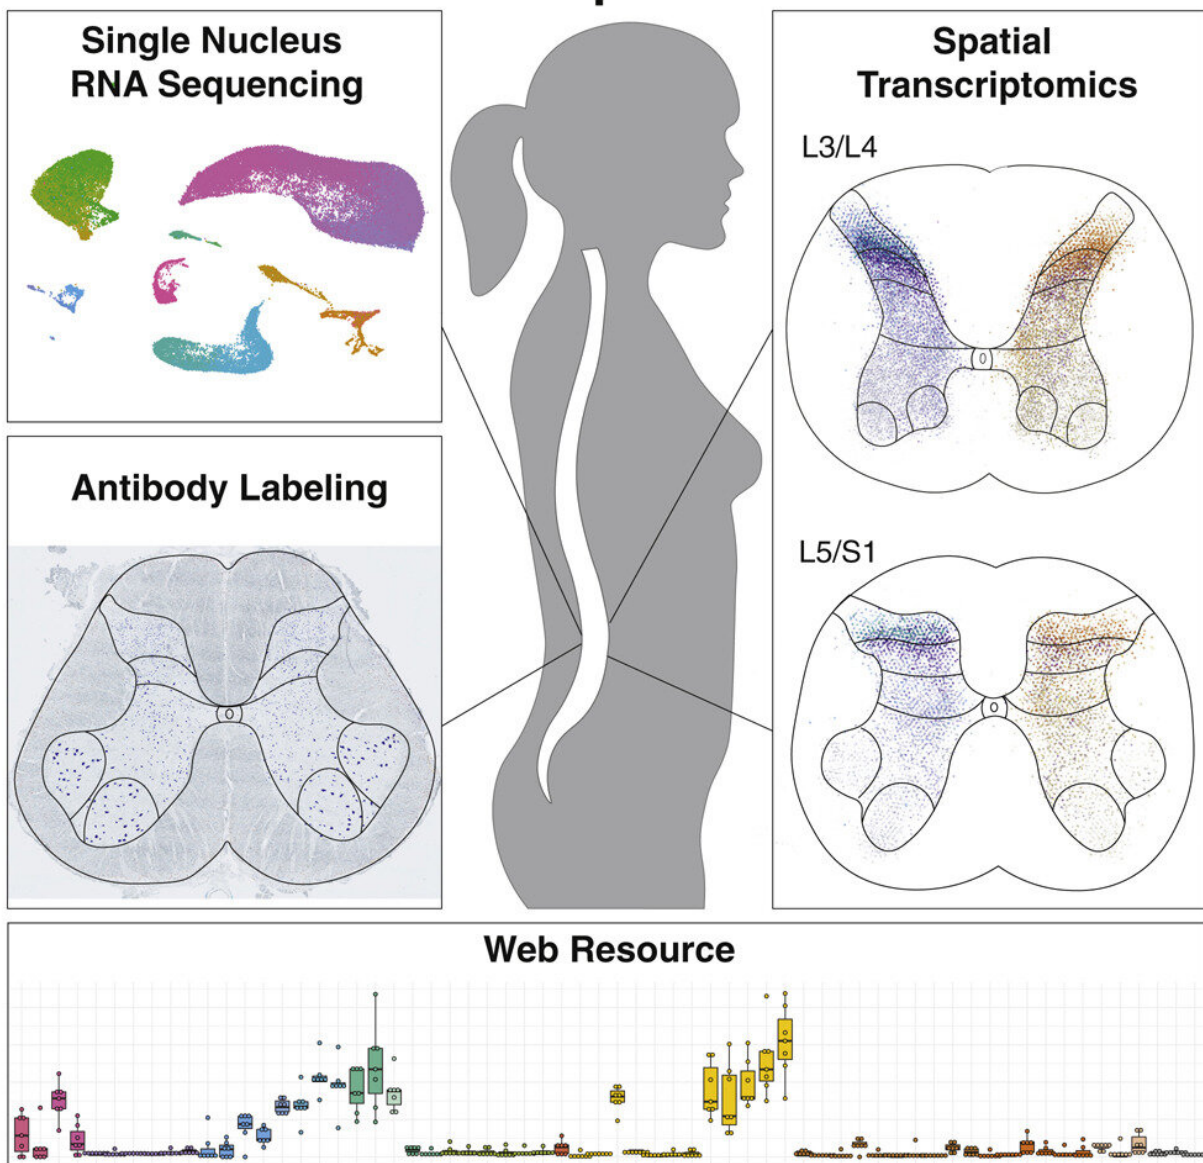 Single Nucleus
RNA Sequencing
Spatial
Transcriptomics
L3/L4
Antibody Labeling
L5/S1
Web Resource